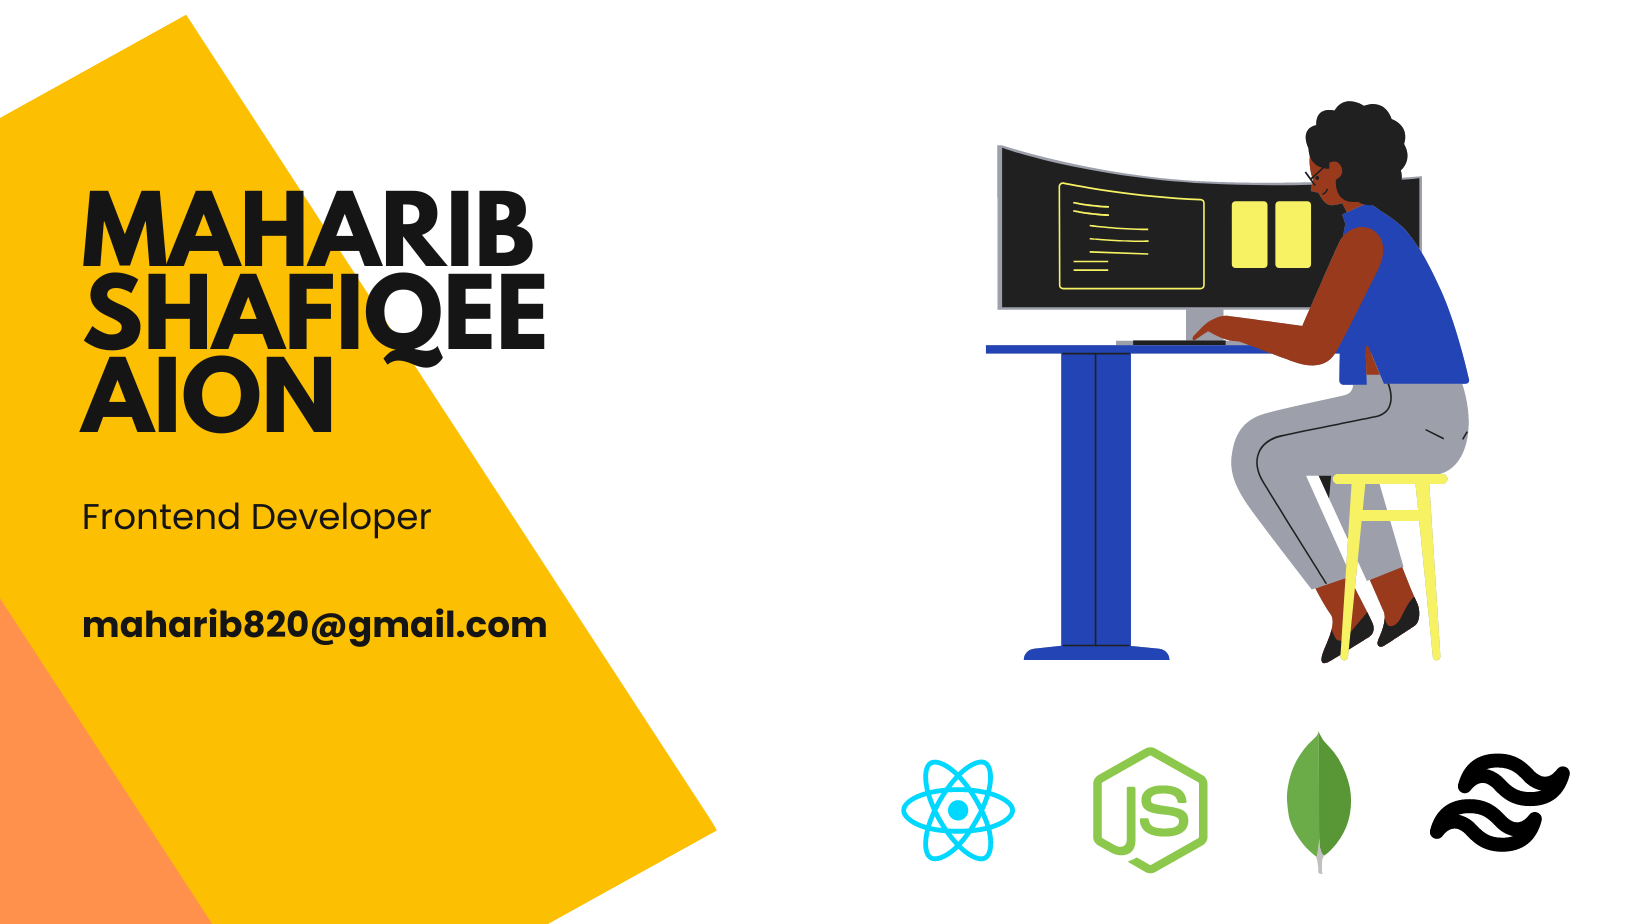 MAHARIB
SHAFIQEE
AION
Frontend Developer
maharib820@gmail.com
JS